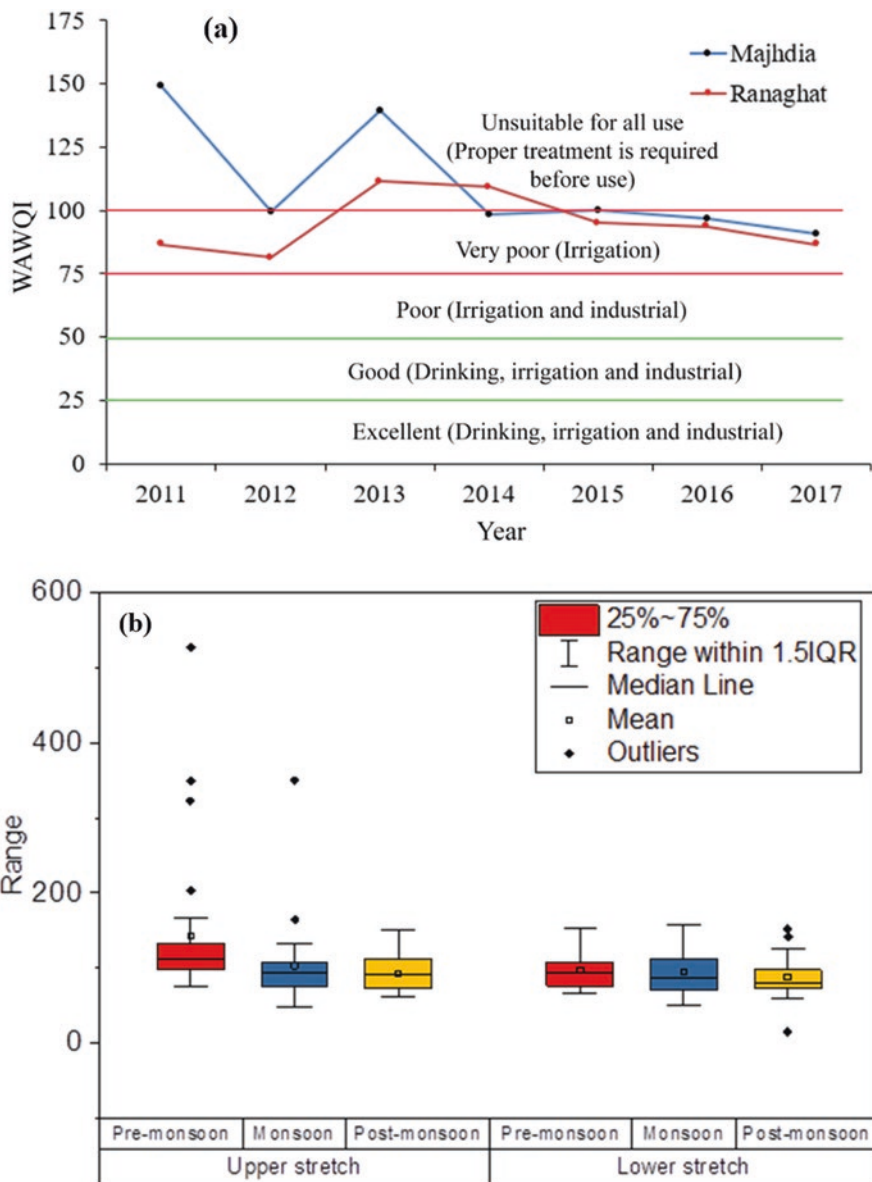 (a)
175
150
125
100
75
50
25
0
WAWQI
Majhdia
Ranaghat
Unsuitable for all use
(Proper treatment is required
before use)
Very poor (Irrigation)
Poor (Irrigation and industrial)
Good (Drinking, irrigation and industrial)
Excellent (Drinking, irrigation and industrial)
2011 2012 2013 2014 2015 2016 2017
Year
(b)
600
400
200
0
Range
25%~75%
Range within 1.5IQR
Median Line
Mean
Outliers
Pre-monsoon Monsoon Post-monsoon Pre-monsoon Monsoon Post-monsoon
Upper stretch Lower stretch